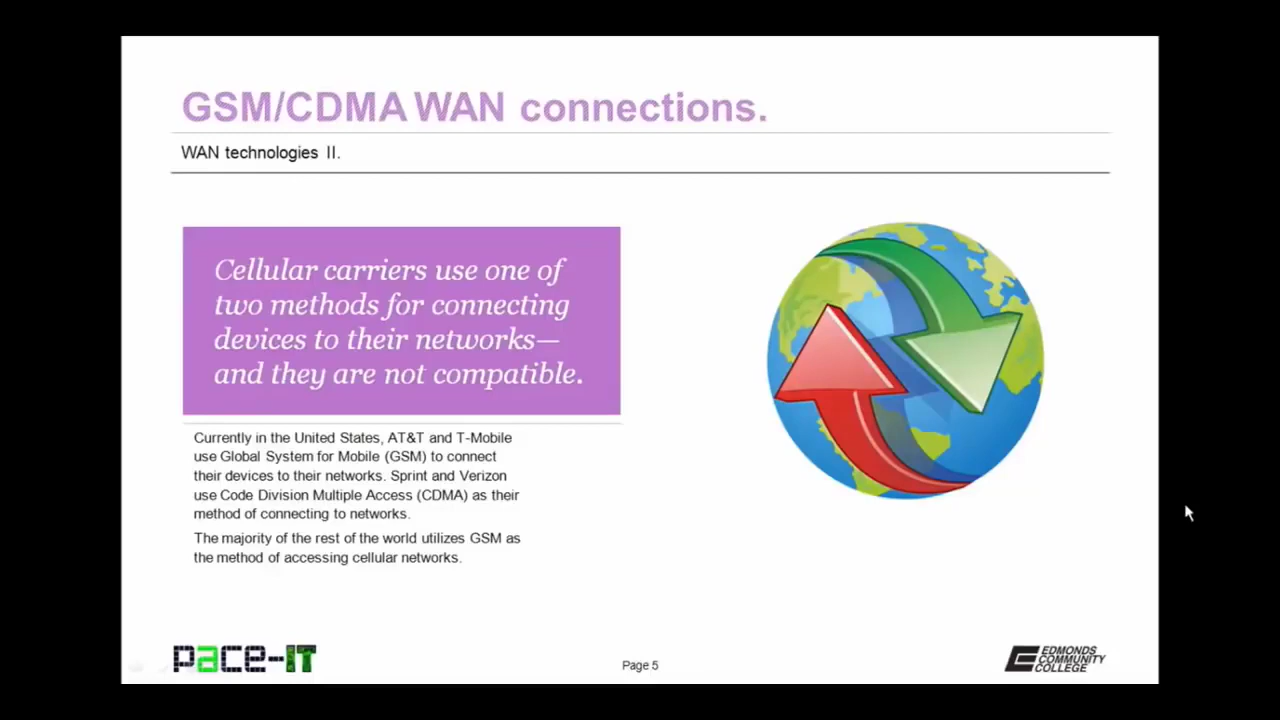 GSM/CDMA WAN connections.
WAN technologies II.
Cellular carriers use one of
two methods for connecting
devices to their networks—
and they are not compatible.
Currently in the United States, AT&T and T-Mobile
use Global System for Mobile (GSM) to connect
their devices to their networks. Sprint and Verizon
use Code Division Multiple Access (CDMA) as their
method of connecting to networks.
The majority of the rest of the world utilizes GSM as
the method of accessing cellular networks.
pace-IT
Page 5
EDMONDS
COMMUNITY
COLLEGE